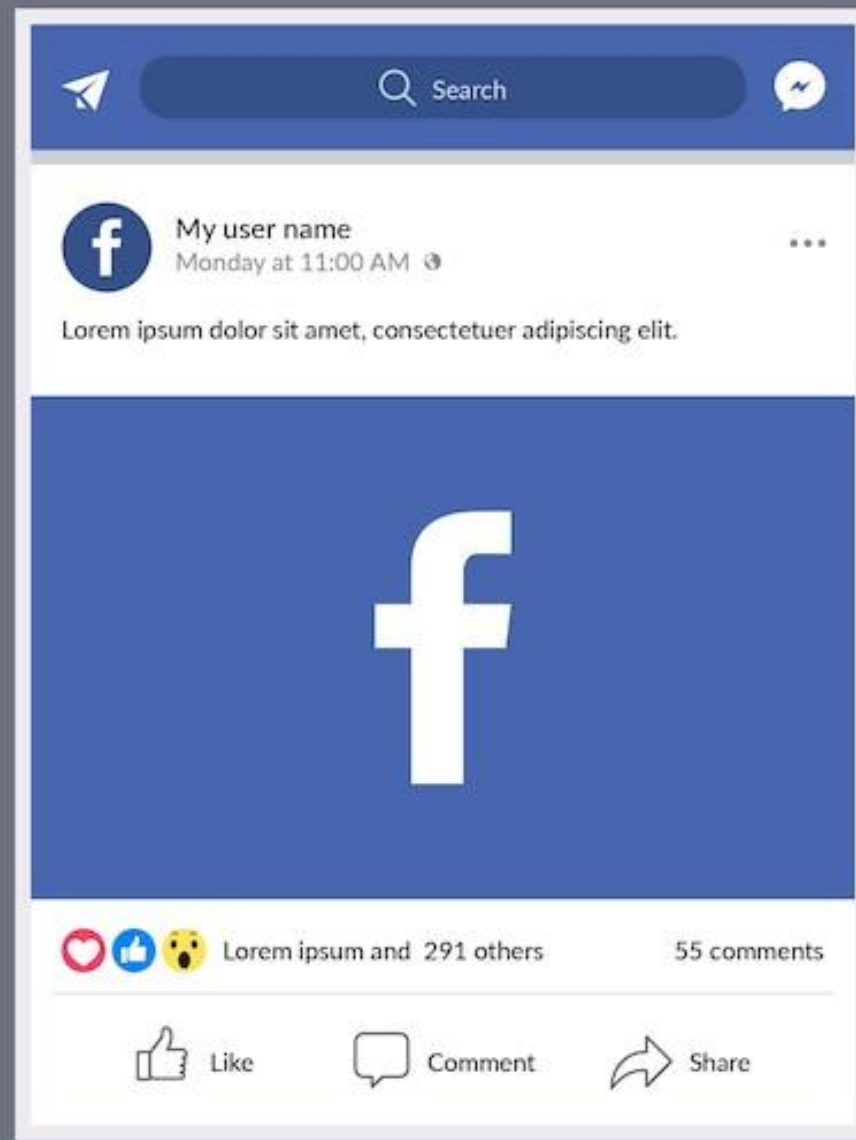 Search
f
My user name
Monday at 11:00 AM
Lorem ipsum dolor sit amet, consectetuer adipiscing elit.
f
Lorem ipsum and 291 others
55 comments
Like
Comment
Share